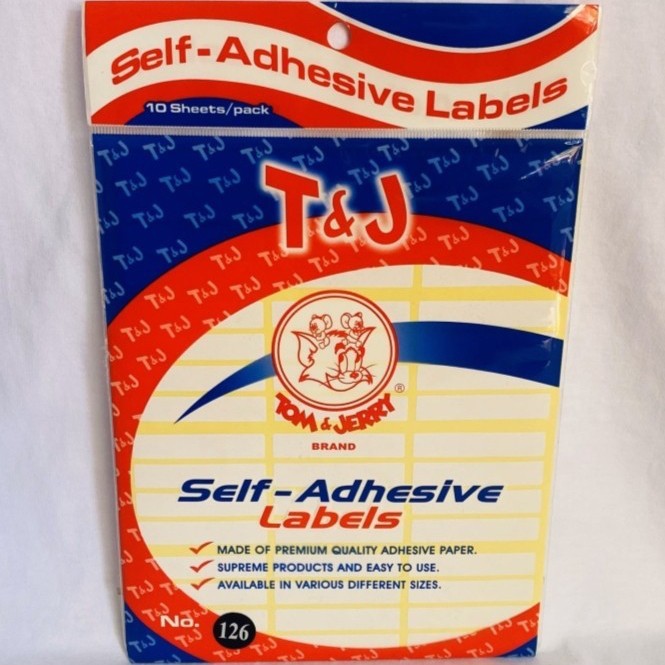 Self-Adhesive Labels
10 Sheets/pack
T&J
TOM & JERRY
®
BRAND
Self-Adhesive
Labels
MADE OF PREMIUM QUALITY ADHESIVE PAPER.
SUPREME PRODUCTS AND EASY TO USE.
AVAILABLE IN VARIOUS DIFFERENT SIZES.
No. 126